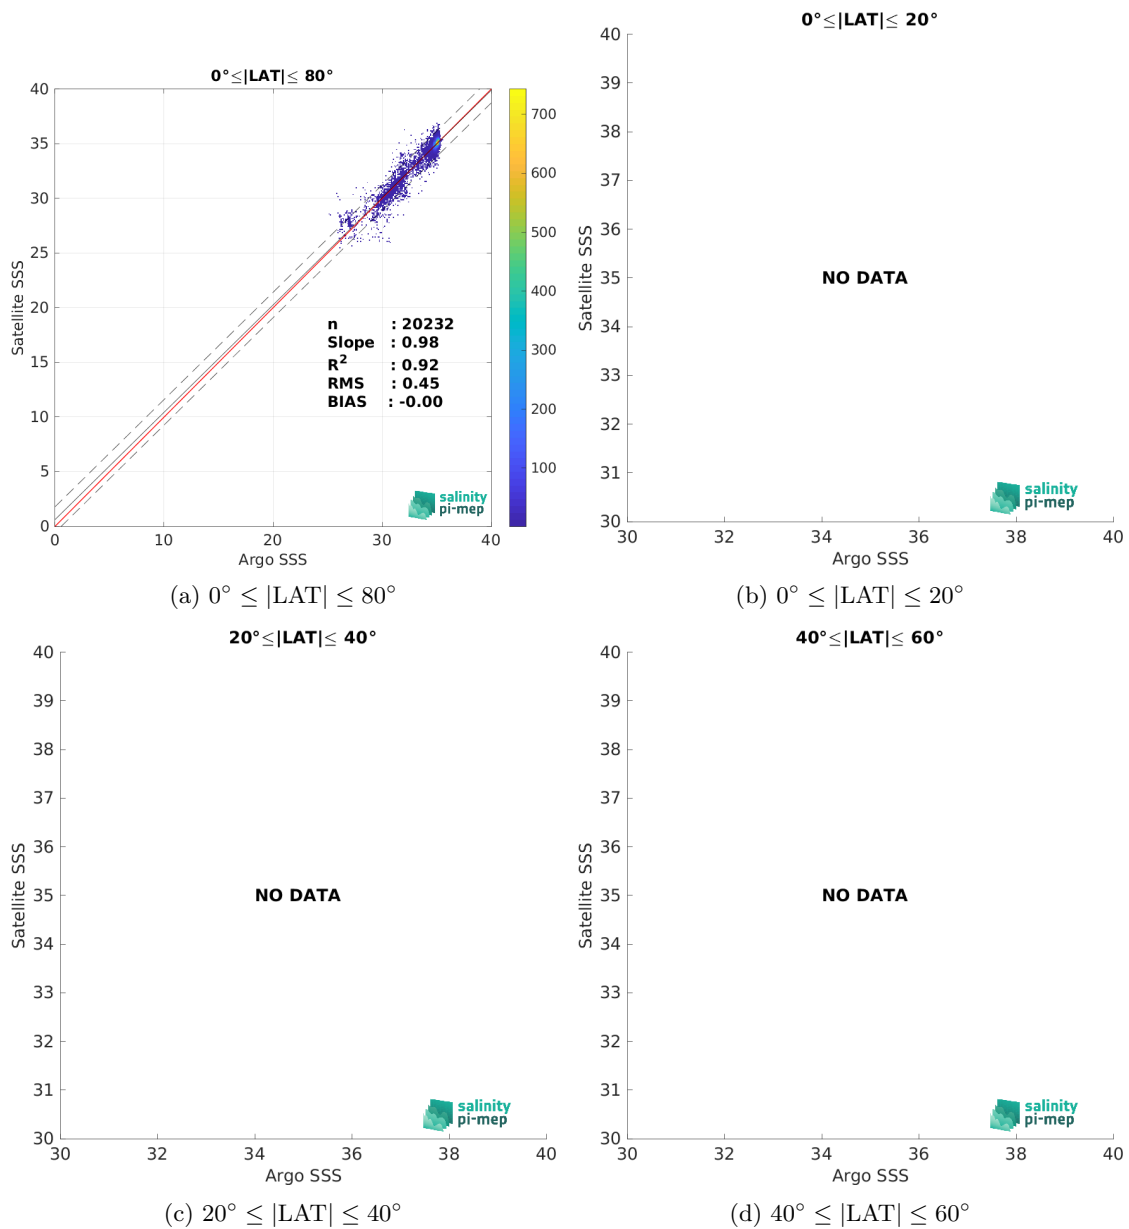 0°≤|LAT|≤ 80°
40
35
30
25
20
15
10
5
0
Satellite SSS
0
10
20
30
40
Argo SSS
700
600
500
400
300
200
100
n : 20232
Slope : 0.98
R² : 0.92
RMS : 0.45
BIAS : -0.00
salinity
pi-mep
(a) 0° ≤ |LAT| ≤ 80°
0°≤|LAT|≤ 20°
40
39
38
37
36
35
34
33
32
31
30
Satellite SSS
NO DATA
salinity
pi-mep
30
32
34
36
38
40
Argo SSS
(b) 0° ≤ |LAT| ≤ 20°
20°≤|LAT|≤ 40°
40
39
38
37
36
35
34
33
32
31
30
Satellite SSS
NO DATA
salinity
pi-mep
30
32
34
36
38
40
Argo SSS
(c) 20° ≤ |LAT| ≤ 40°
40°≤|LAT|≤ 60°
40
39
38
37
36
35
34
33
32
31
30
Satellite SSS
NO DATA
salinity
pi-mep
30
32
34
36
38
40
Argo SSS
(d) 40° ≤ |LAT| ≤ 60°